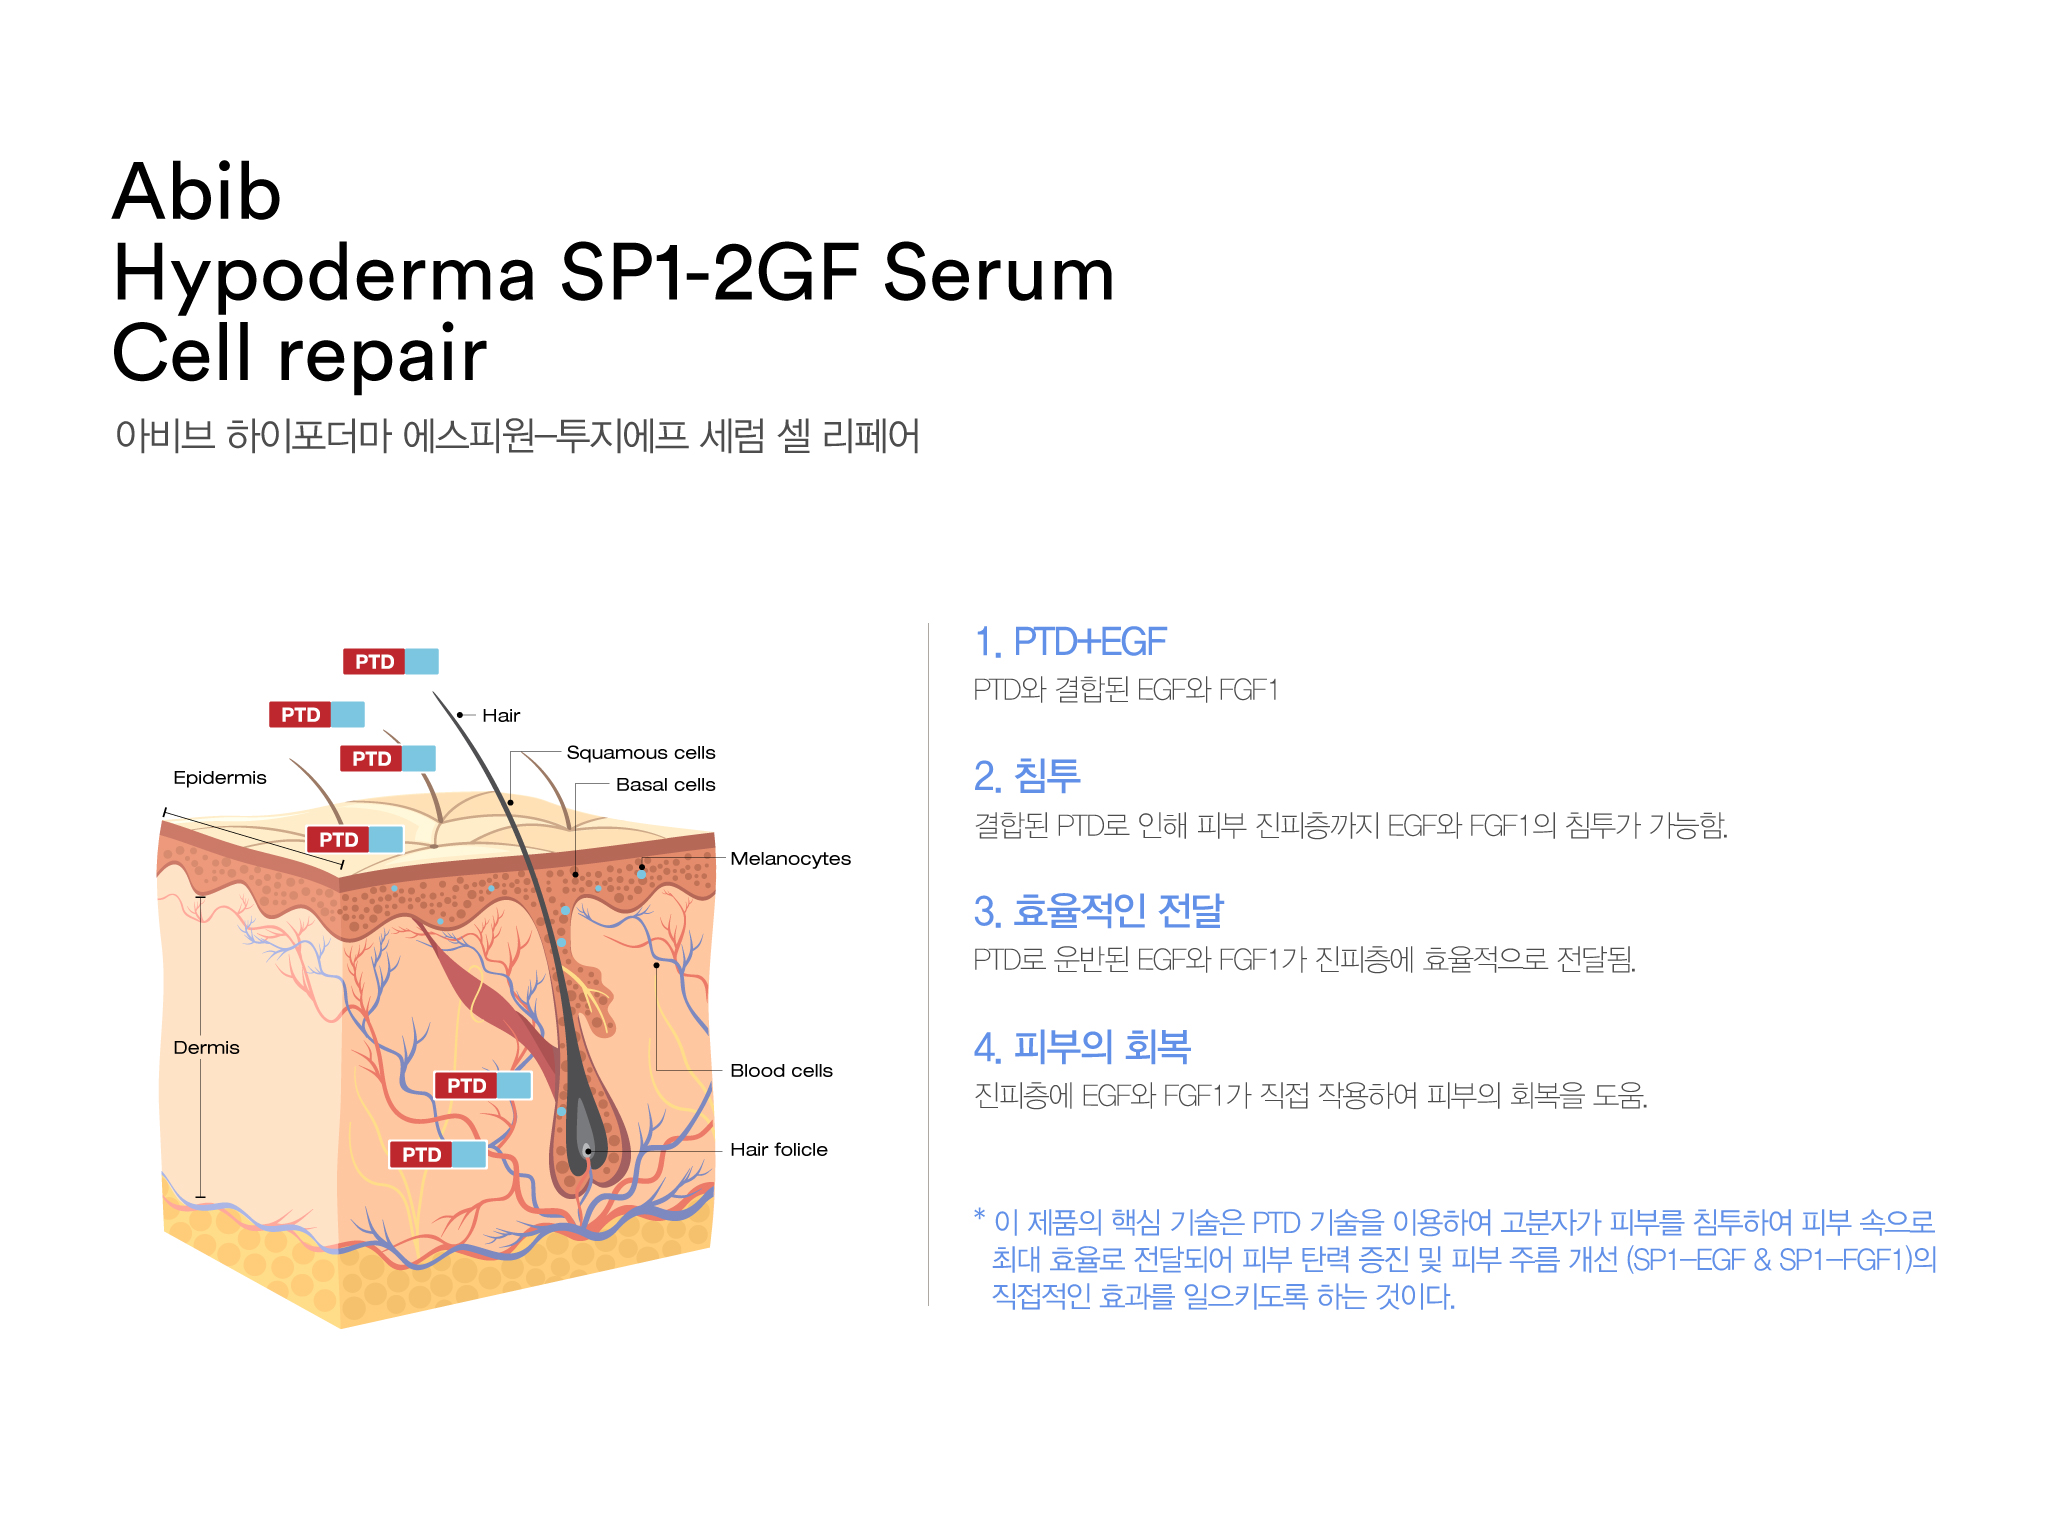 Abib
Hypoderma SP1-2GF Serum
Cell repair
아비브 하이포더마 에스피원–투지에프 세럼 셀 리페어
PTD
PTD
PTD
Hair
Squamous cells
Basal cells
Epidermis
PTD
Melanocytes
Dermis
Blood cells
PTD
PTD
Hair folicle
1. PTD+EGF
PTD와 결합된 EGF와 FGF1
2. 침투
결합된 PTD로 인해 피부 진피층까지 EGF와 FGF1의 침투가 가능함.
3. 효율적인 전달
PTD로 운반된 EGF와 FGF1가 진피층에 효율적으로 전달됨.
4. 피부의 회복
진피층에 EGF와 FGF1가 직접 작용하여 피부의 회복을 도움.
* 이 제품의 핵심 기술은 PTD 기술을 이용하여 고분자가 피부를 침투하여 피부 속으로
최대 효율로 전달되어 피부 탄력 증진 및 피부 주름 개선 (SP1–EGF & SP1–FGF1)의
직접적인 효과를 일으키도록 하는 것이다.